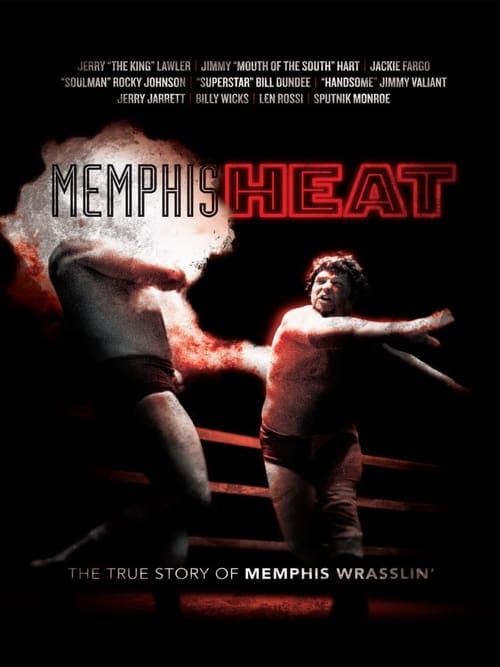 JERRY "THE KING" LAWLER | JIMMY "MOUTH OF THE SOUTH" HART | JACKIE FARGO
"SOULMAN" ROCKY JOHNSON | "SUPERSTAR" BILL DUNDEE | "HANDSOME" JIMMY VALIANT
JERRY JARRETT | BILLY WICKS | LEN ROSSI | SPUTNIK MONROE
MEMPHIS HEAT
THE TRUE STORY OF MEMPHIS WRASSLIN'